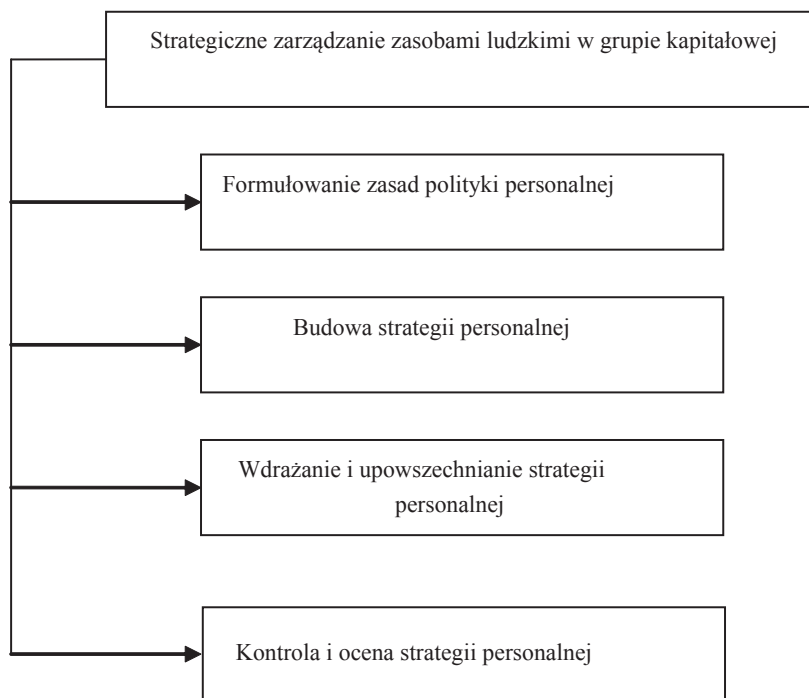 Strategiczne zarządzanie zasobami ludzkimi w grupie kapitałowej
Formułowanie zasad polityki personalnej
Budowa strategii personalnej
Wdrażanie i upowszechnianie strategii
personalnej
Kontrola i ocena strategii personalnej